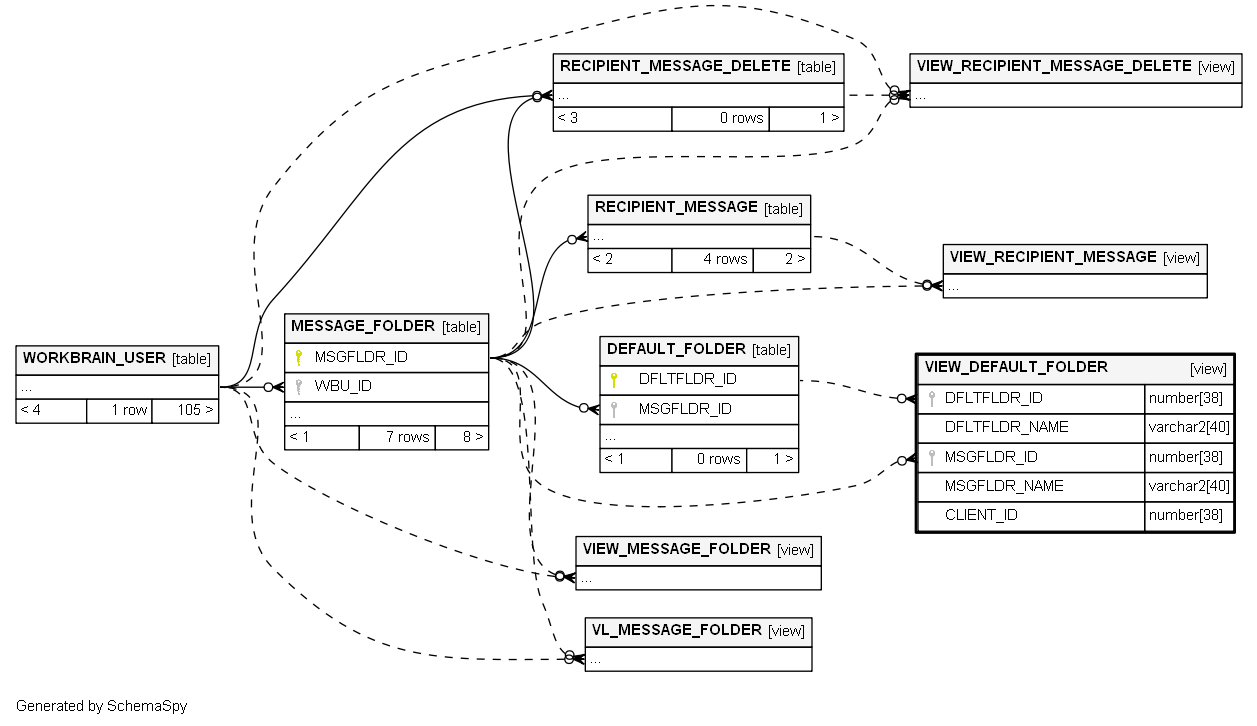 RECIPIENT_MESSAGE_DELETE [table]
...
< 3 0 rows 1 >
VIEW_RECIPIENT_MESSAGE_DELETE [view]
...
RECIPIENT_MESSAGE [table]
...
< 2 4 rows 2 >
VIEW_RECIPIENT_MESSAGE [view]
...
WORKBRAIN_USER [table]
...
< 4 1 row 105 >
MESSAGE_FOLDER [table]
MSGFLDR_ID
WBU_ID
...
< 1 7 rows 8 >
DEFAULT_FOLDER [table]
DFLTFLDR_ID
MSGFLDR_ID
...
< 1 0 rows 1 >
VIEW_DEFAULT_FOLDER [view]
DFLTFLDR_ID number[38]
DFLTFLDR_NAME varchar2[40]
MSGFLDR_ID number[38]
MSGFLDR_NAME varchar2[40]
CLIENT_ID number[38]
VIEW_MESSAGE_FOLDER [view]
...
VL_MESSAGE_FOLDER [view]
...
Generated by SchemaSpy